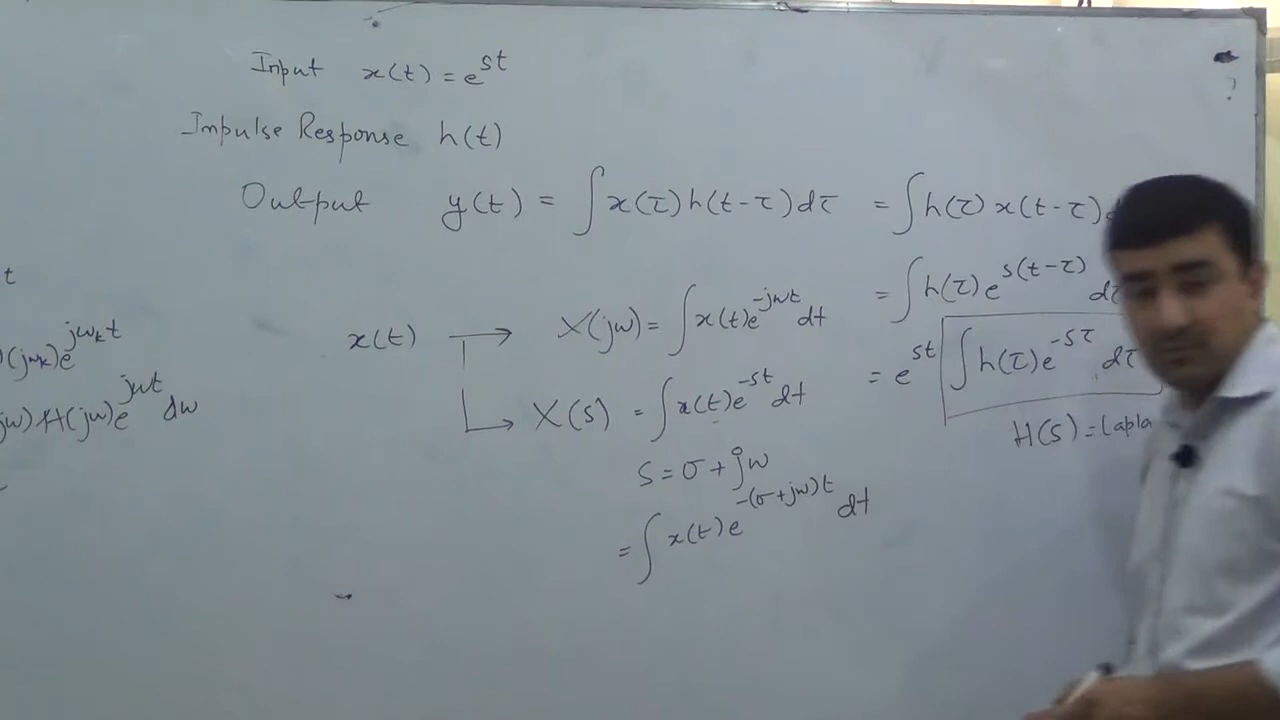 Input x(t) = e^{st}
Impulse Response h(t)
Output y(t) = ∫x(τ)h(t-τ)dτ = ∫h(τ)x(t-τ)
= ∫h(τ)e^{s(t-τ)}dτ
= e^{st} ∫h(τ)e^{-sτ}dτ
H(s) = Lapla
x(t) → X(jω) = ∫x(t)e^{-jωt}dt
→ X(s) = ∫x(t)e^{-st}dt
s = σ + jω
= ∫x(t)e^{-(σ+jω)t}dt
t
(jω_k)e^{jω_k t}
jω)H(jω)e^{jωt}dω